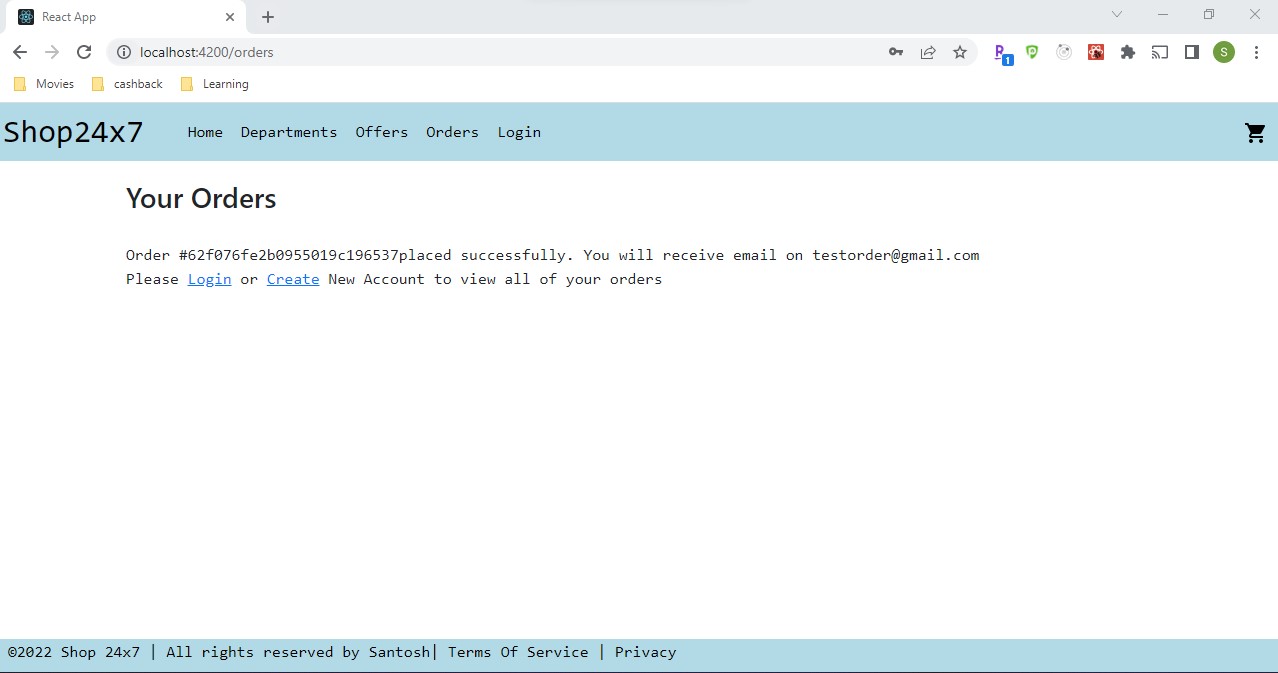 React App
localhost:4200/orders
1
S
Movies cashback Learning
Shop24x7 Home Departments Offers Orders Login
Your Orders
Order #62f076fe2b0955019c196537placed successfully. You will receive email on testorder@gmail.com
Please Login or Create New Account to view all of your orders
©2022 Shop 24x7 | All rights reserved by Santosh| Terms Of Service | Privacy